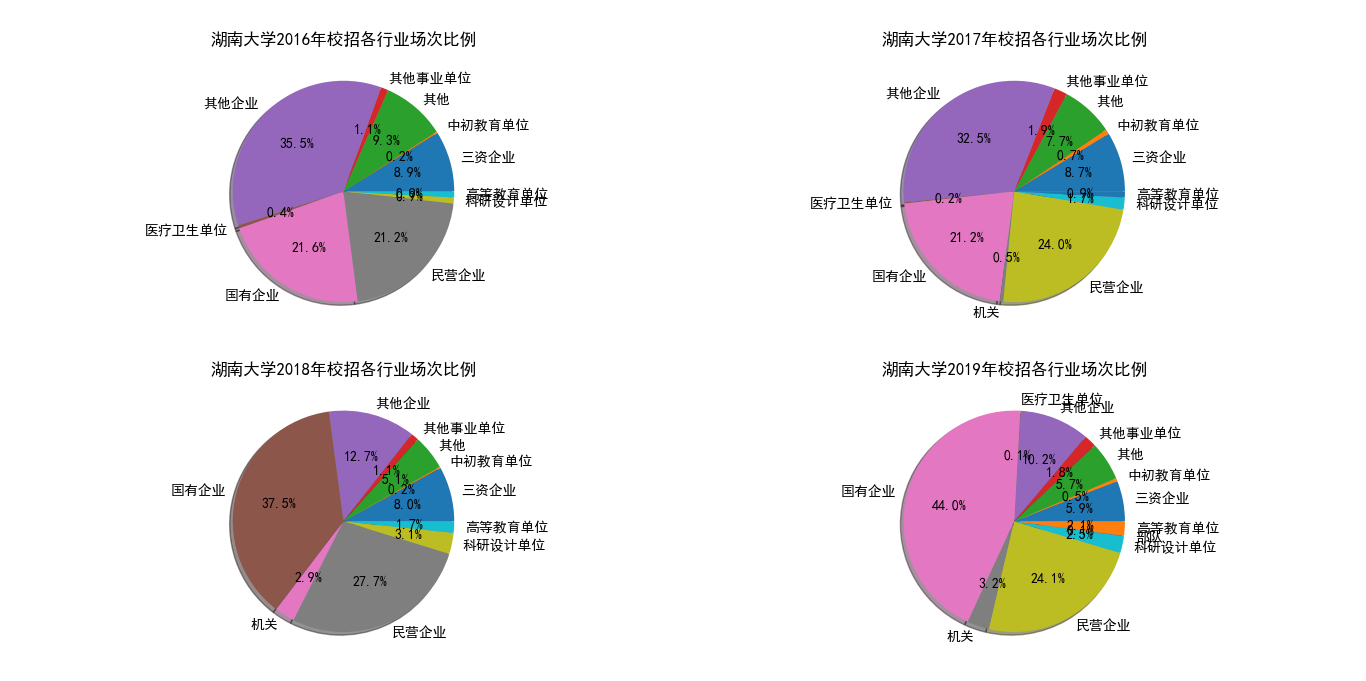 湖南大学2016年校招各行业场次比例
其他事业单位
其他
其他企业
中初教育单位
1.1%
9.3%
35.5%
0.2%
三资企业
8.9%
高等教育单位
0.9%
科研设计单位
0.4%
医疗卫生单位
21.6%
21.2%
民营企业
国有企业
湖南大学2017年校招各行业场次比例
其他事业单位
其他企业
其他
中初教育单位
1.9%
32.5%
7.7%
0.7%
三资企业
8.7%
0.9%
高等教育单位
0.2%
1.7%
科研设计单位
医疗卫生单位
21.2%
24.0%
0.5%
国有企业
民营企业
机关
湖南大学2018年校招各行业场次比例
其他企业
其他事业单位
其他
12.7%
中初教育单位
1.1%
5.1%
国有企业
0.2%
三资企业
37.5%
8.0%
1.7%
高等教育单位
3.1%
科研设计单位
2.9%
27.7%
机关
民营企业
湖南大学2019年校招各行业场次比例
医疗卫生单位
其他企业
其他事业单位
其他
0.1%
10.2%
1.8%
中初教育单位
5.7%
国有企业
0.5%
三资企业
44.0%
5.9%
2.1%
高等教育单位
部队
2.5%
科研设计单位
3.2%
24.1%
民营企业
机关